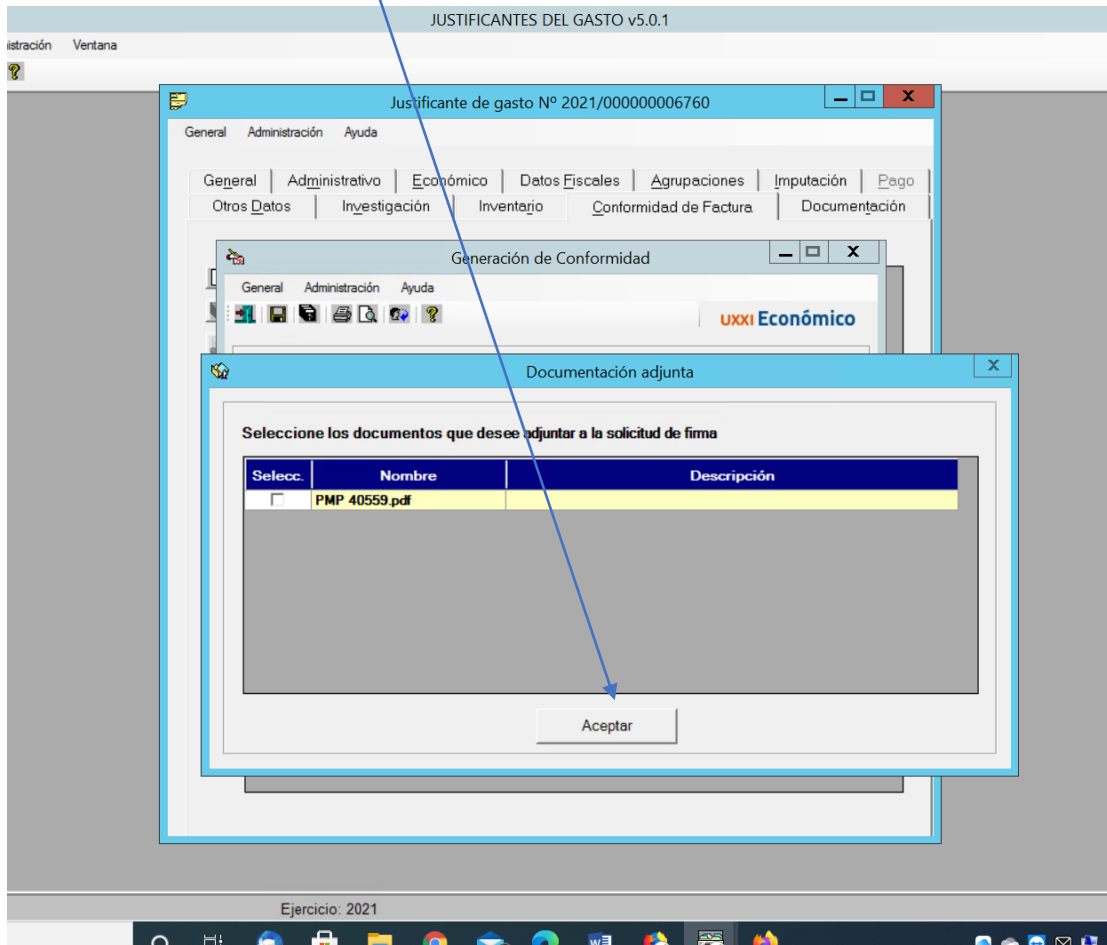 JUSTIFICANTES DEL GASTO v5.0.1
istración Ventana
Justificante de gasto Nº 2021/000000006760
General Administración Ayuda
General Administrativo Económico Datos Fiscales Agrupaciones Imputación Pago
Otros Datos Investigación Inventario Conformidad de Factura Documentación
Generación de Conformidad
General Administración Ayuda
UXXI Económico
Documentación adjunta
Seleccione los documentos que desee adjuntar a la solicitud de firma
Selecc. Nombre Descripción
PMP 40559.pdf
Aceptar
Ejercicio: 2021